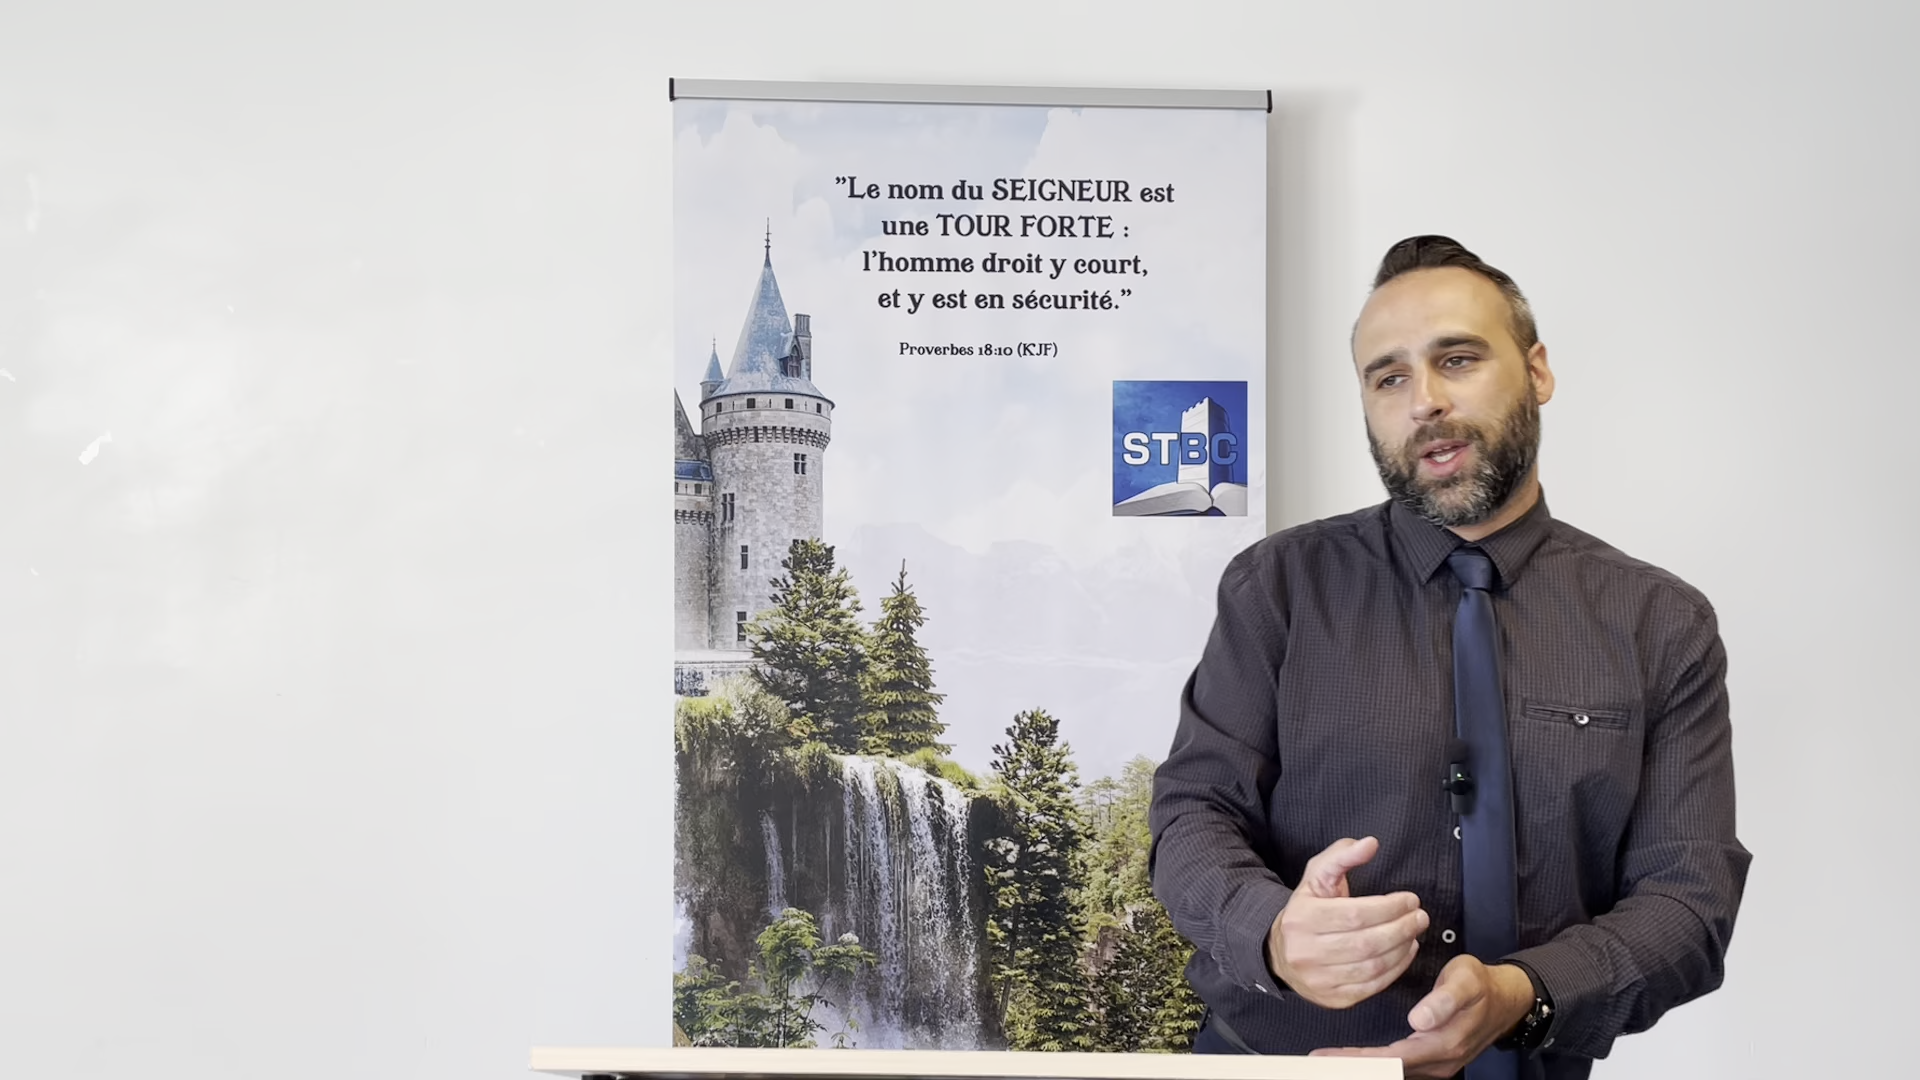 "Le nom du SEIGNEUR est
une TOUR FORTE :
l'homme droit y court,
et y est en sécurité."
Proverbes 18:10 (KJF)
STBC